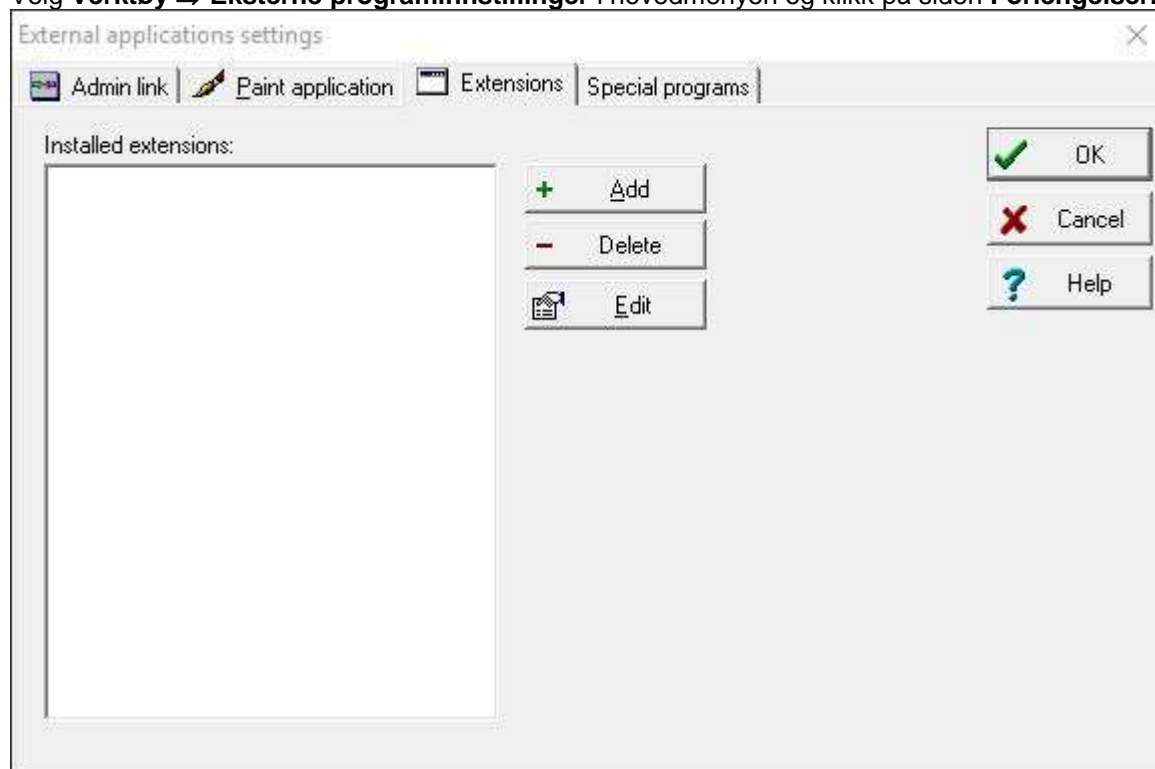 Velg Verktøy ⇒ Eksterne programinnstillinger i hovedmenyen og klikk på siden Forlengelser.
External applications settings
Admin link Paint application Extensions Special programs
Installed extensions:
Add
Delete
Edit
OK
Cancel
Help